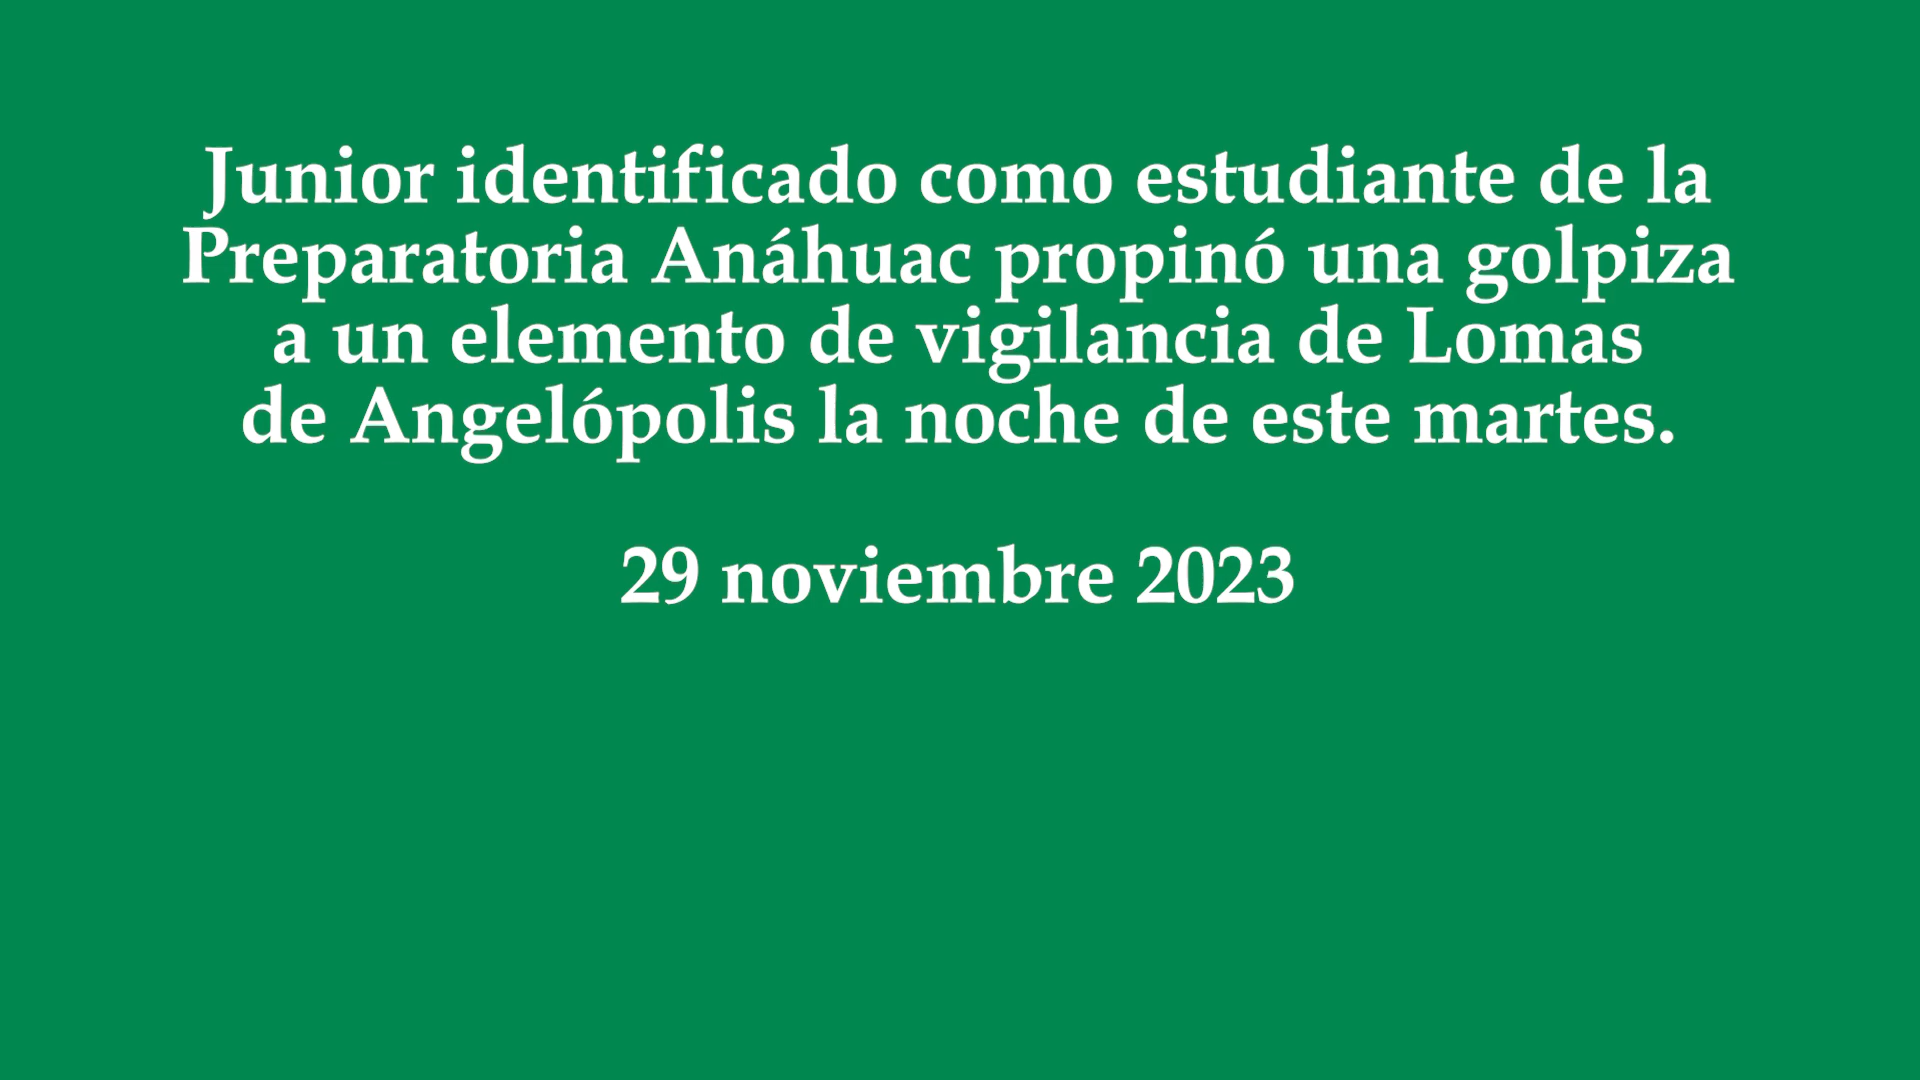 Junior identificado como estudiante de la
Preparatoria Anáhuac propinó una golpiza
a un elemento de vigilancia de Lomas
de Angelópolis la noche de este martes.
29 noviembre 2023